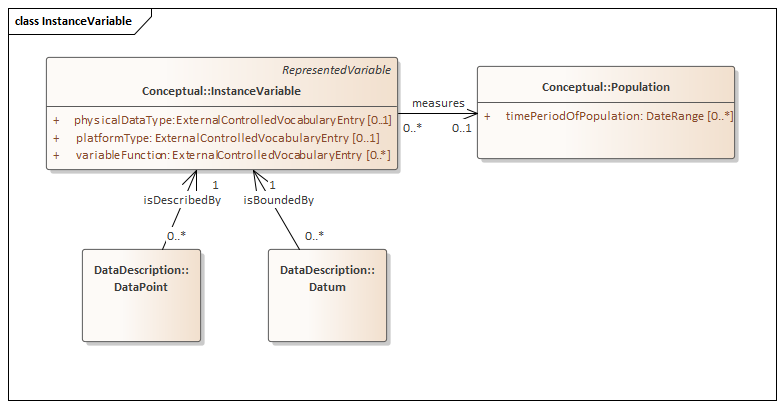 class InstanceVariable
RepresentedVariable
Conceptual::InstanceVariable
+ physicalDataType:ExternalControlledVocabularyEntry [0..1]
+ platformType: ExternalControlledVocabularyEntry [0..1]
+ variableFunction: ExternalControlledVocabularyEntry [0..*]
measures
0..*
0..1
Conceptual::Population
+ timePeriodOfPopulation: DateRange [0..*]
1
isDescribedBy
0..*
1
isBoundedBy
0..*
DataDescription::
DataPoint
DataDescription::
Datum